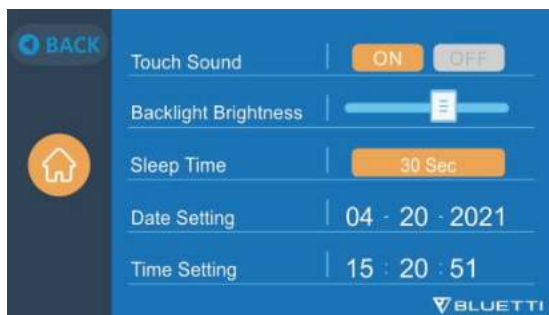 BACK
Touch Sound ON OFF
Backlight Brightness
Sleep Time 30 Sec
Date Setting 04 - 20 - 2021
Time Setting 15 : 20 : 51
BLUETTI